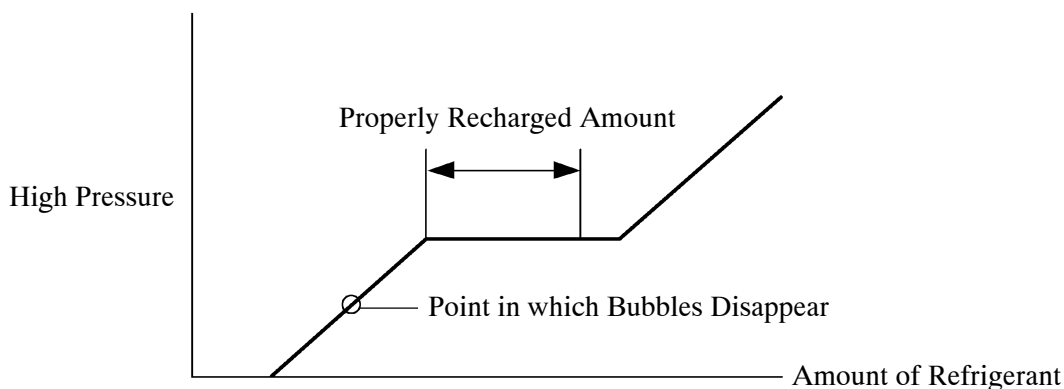 Properly Recharged Amount
High Pressure
Point in which Bubbles Disappear
Amount of Refrigerant